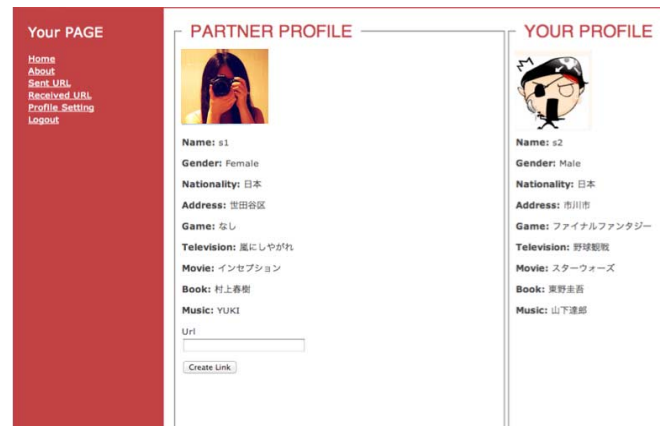 Your PAGE
Home
About
Sent URL
Received URL
Profile Setting
Logout
PARTNER PROFILE
Name: s1
Gender: Female
Nationality: 日本
Address: 世田谷区
Game: なし
Television: 嵐にしやがれ
Movie: インセプション
Book: 村上春樹
Music: YUKI
Url
Create Link
YOUR PROFILE
Name: s2
Gender: Male
Nationality: 日本
Address: 市川市
Game: ファイナルファンタジー
Television: 野球観戦
Movie: スターウォーズ
Book: 東野圭吾
Music: 山下達郎